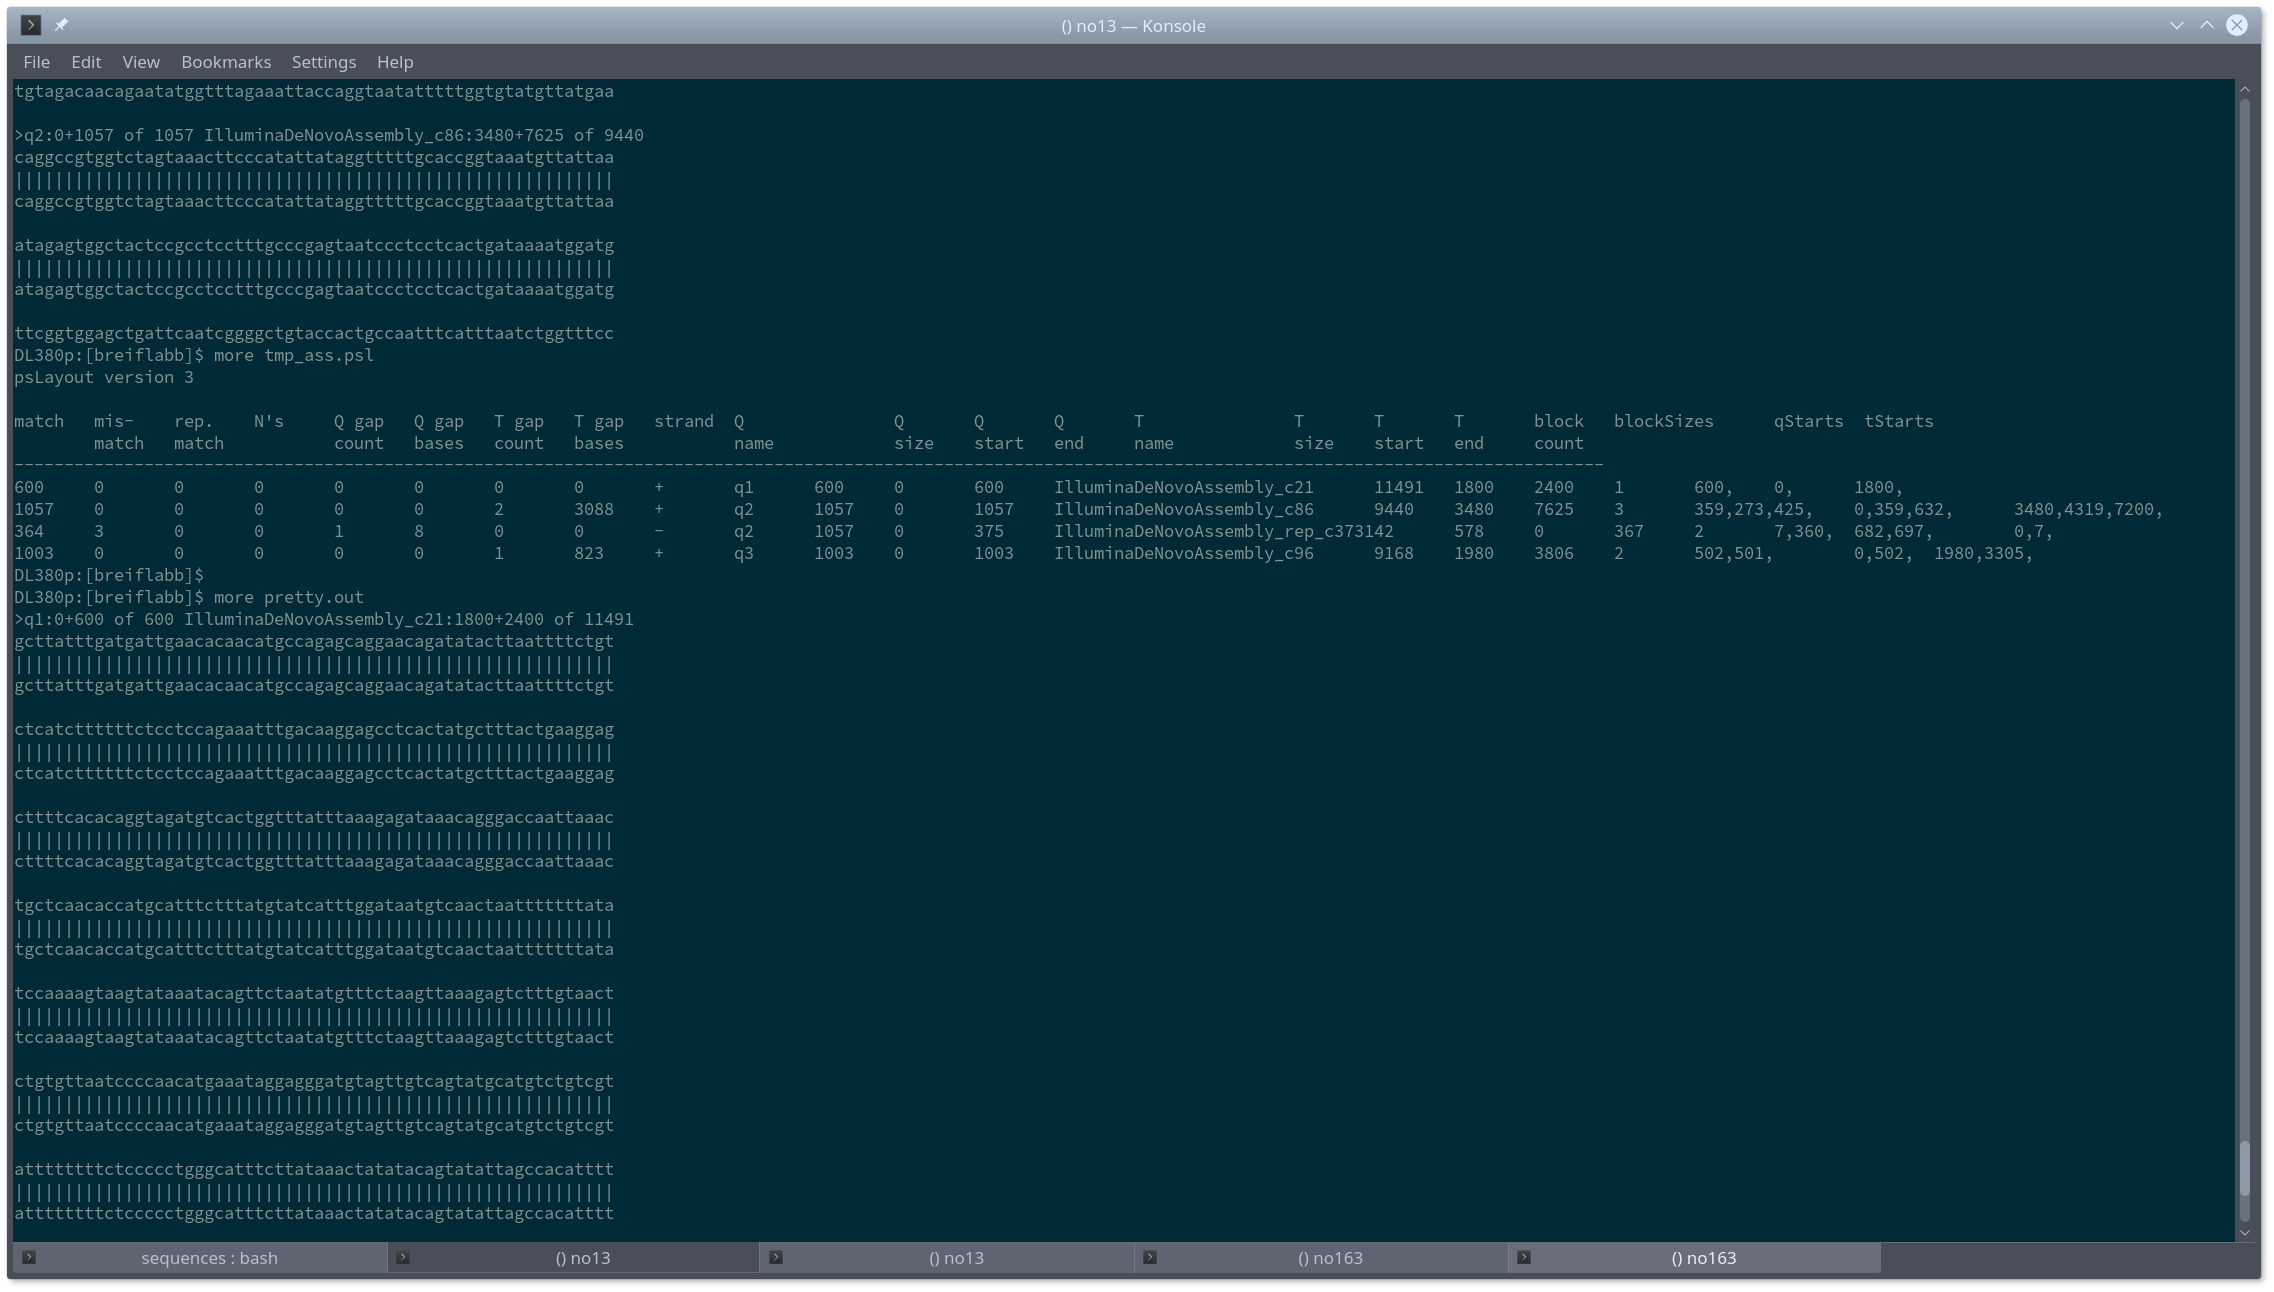 () no13 — Konsole
File Edit View Bookmarks Settings Help
tgtagacaacagaatatggtttagaaattaccaggtaatatttttggtgtatgttatgaa
>q2:0+1057 of 1057 IlluminaDeNovoAssembly_c86:3480+7625 of 9440
caggccgtggtctagtaaacttcccatattataggtttttgcaccggtaaatgttattaa
||||||||||||||||||||||||||||||||||||||||||||||||||||||||||||
caggccgtggtctagtaaacttcccatattataggtttttgcaccggtaaatgttattaa
atagagtggctactccgcctcctttgcccgagtaatccctcctcactgataaaatggatg
||||||||||||||||||||||||||||||||||||||||||||||||||||||||||||
atagagtggctactccgcctcctttgcccgagtaatccctcctcactgataaaatggatg
ttcggtggagctgattcaatcggggctgtaccactgccaatttcatttaatctggtttcc
DL380p:[breiflabb]$ more tmp_ass.psl
psLayout version 3
match mis- rep. N's Q gap Q gap T gap T gap strand Q Q Q Q T T T T block blockSizes qStarts tStarts
match match count bases count bases name size start end name size start end count
---------------------------------------------------------------------------------------------------------------------------------------------------------------
600 0 0 0 0 0 0 0 + q1 600 0 600 IlluminaDeNovoAssembly_c21 11491 1800 2400 1 600, 0, 1800,
1057 0 0 0 0 0 2 3088 + q2 1057 0 1057 IlluminaDeNovoAssembly_c86 9440 3480 7625 3 359,273,425, 0,359,632, 3480,4319,7200,
364 3 0 0 1 8 0 0 - q2 1057 0 375 IlluminaDeNovoAssembly_rep_c373142 578 0 367 2 7,360, 682,697, 0,7,
1003 0 0 0 0 0 1 823 + q3 1003 0 1003 IlluminaDeNovoAssembly_c96 9168 1980 3806 2 502,501, 0,502, 1980,3305,
DL380p:[breiflabb]$
DL380p:[breiflabb]$ more pretty.out
>q1:0+600 of 600 IlluminaDeNovoAssembly_c21:1800+2400 of 11491
gcttatttgatgattgaacacaacatgccagagcaggaacagatatacttaattttctgt
||||||||||||||||||||||||||||||||||||||||||||||||||||||||||||
gcttatttgatgattgaacacaacatgccagagcaggaacagatatacttaattttctgt
ctcatcttttttctcctccagaaatttgacaaggagcctcactatgctttactgaaggag
||||||||||||||||||||||||||||||||||||||||||||||||||||||||||||
ctcatcttttttctcctccagaaatttgacaaggagcctcactatgctttactgaaggag
cttttcacacaggtagatgtcactggtttatttaaagagataaacagggaccaattaaac
||||||||||||||||||||||||||||||||||||||||||||||||||||||||||||
cttttcacacaggtagatgtcactggtttatttaaagagataaacagggaccaattaaac
tgctcaacaccatgcatttctttatgtatcatttggataatgtcaactaatttttttata
||||||||||||||||||||||||||||||||||||||||||||||||||||||||||||
tgctcaacaccatgcatttctttatgtatcatttggataatgtcaactaatttttttata
tccaaaagtaagtataaatacagttctaatatgtttctaagttaaagagtctttgtaact
||||||||||||||||||||||||||||||||||||||||||||||||||||||||||||
tccaaaagtaagtataaatacagttctaatatgtttctaagttaaagagtctttgtaact
ctgtgttaatccccaacatgaaataggagggatgtagttgtcagtatgcatgtctgtcgt
||||||||||||||||||||||||||||||||||||||||||||||||||||||||||||
ctgtgttaatccccaacatgaaataggagggatgtagttgtcagtatgcatgtctgtcgt
attttttttctccccctgggcatttcttataaactatatacagtatattagccacatttt
||||||||||||||||||||||||||||||||||||||||||||||||||||||||||||
attttttttctccccctgggcatttcttataaactatatacagtatattagccacatttt
sequences : bash () no13 () no13 () no163 () no163